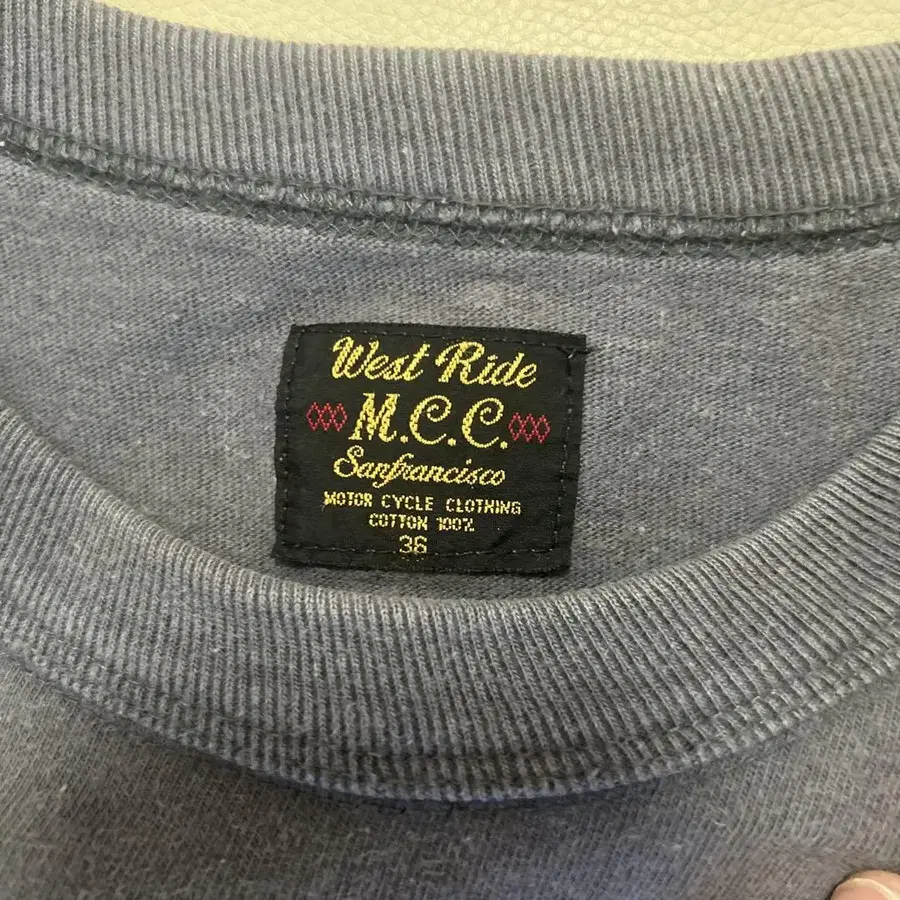 West Ride
M.C.C.
Sanfrancisco
MOTOR CYCLE CLOTHING
COTTON 100%
36